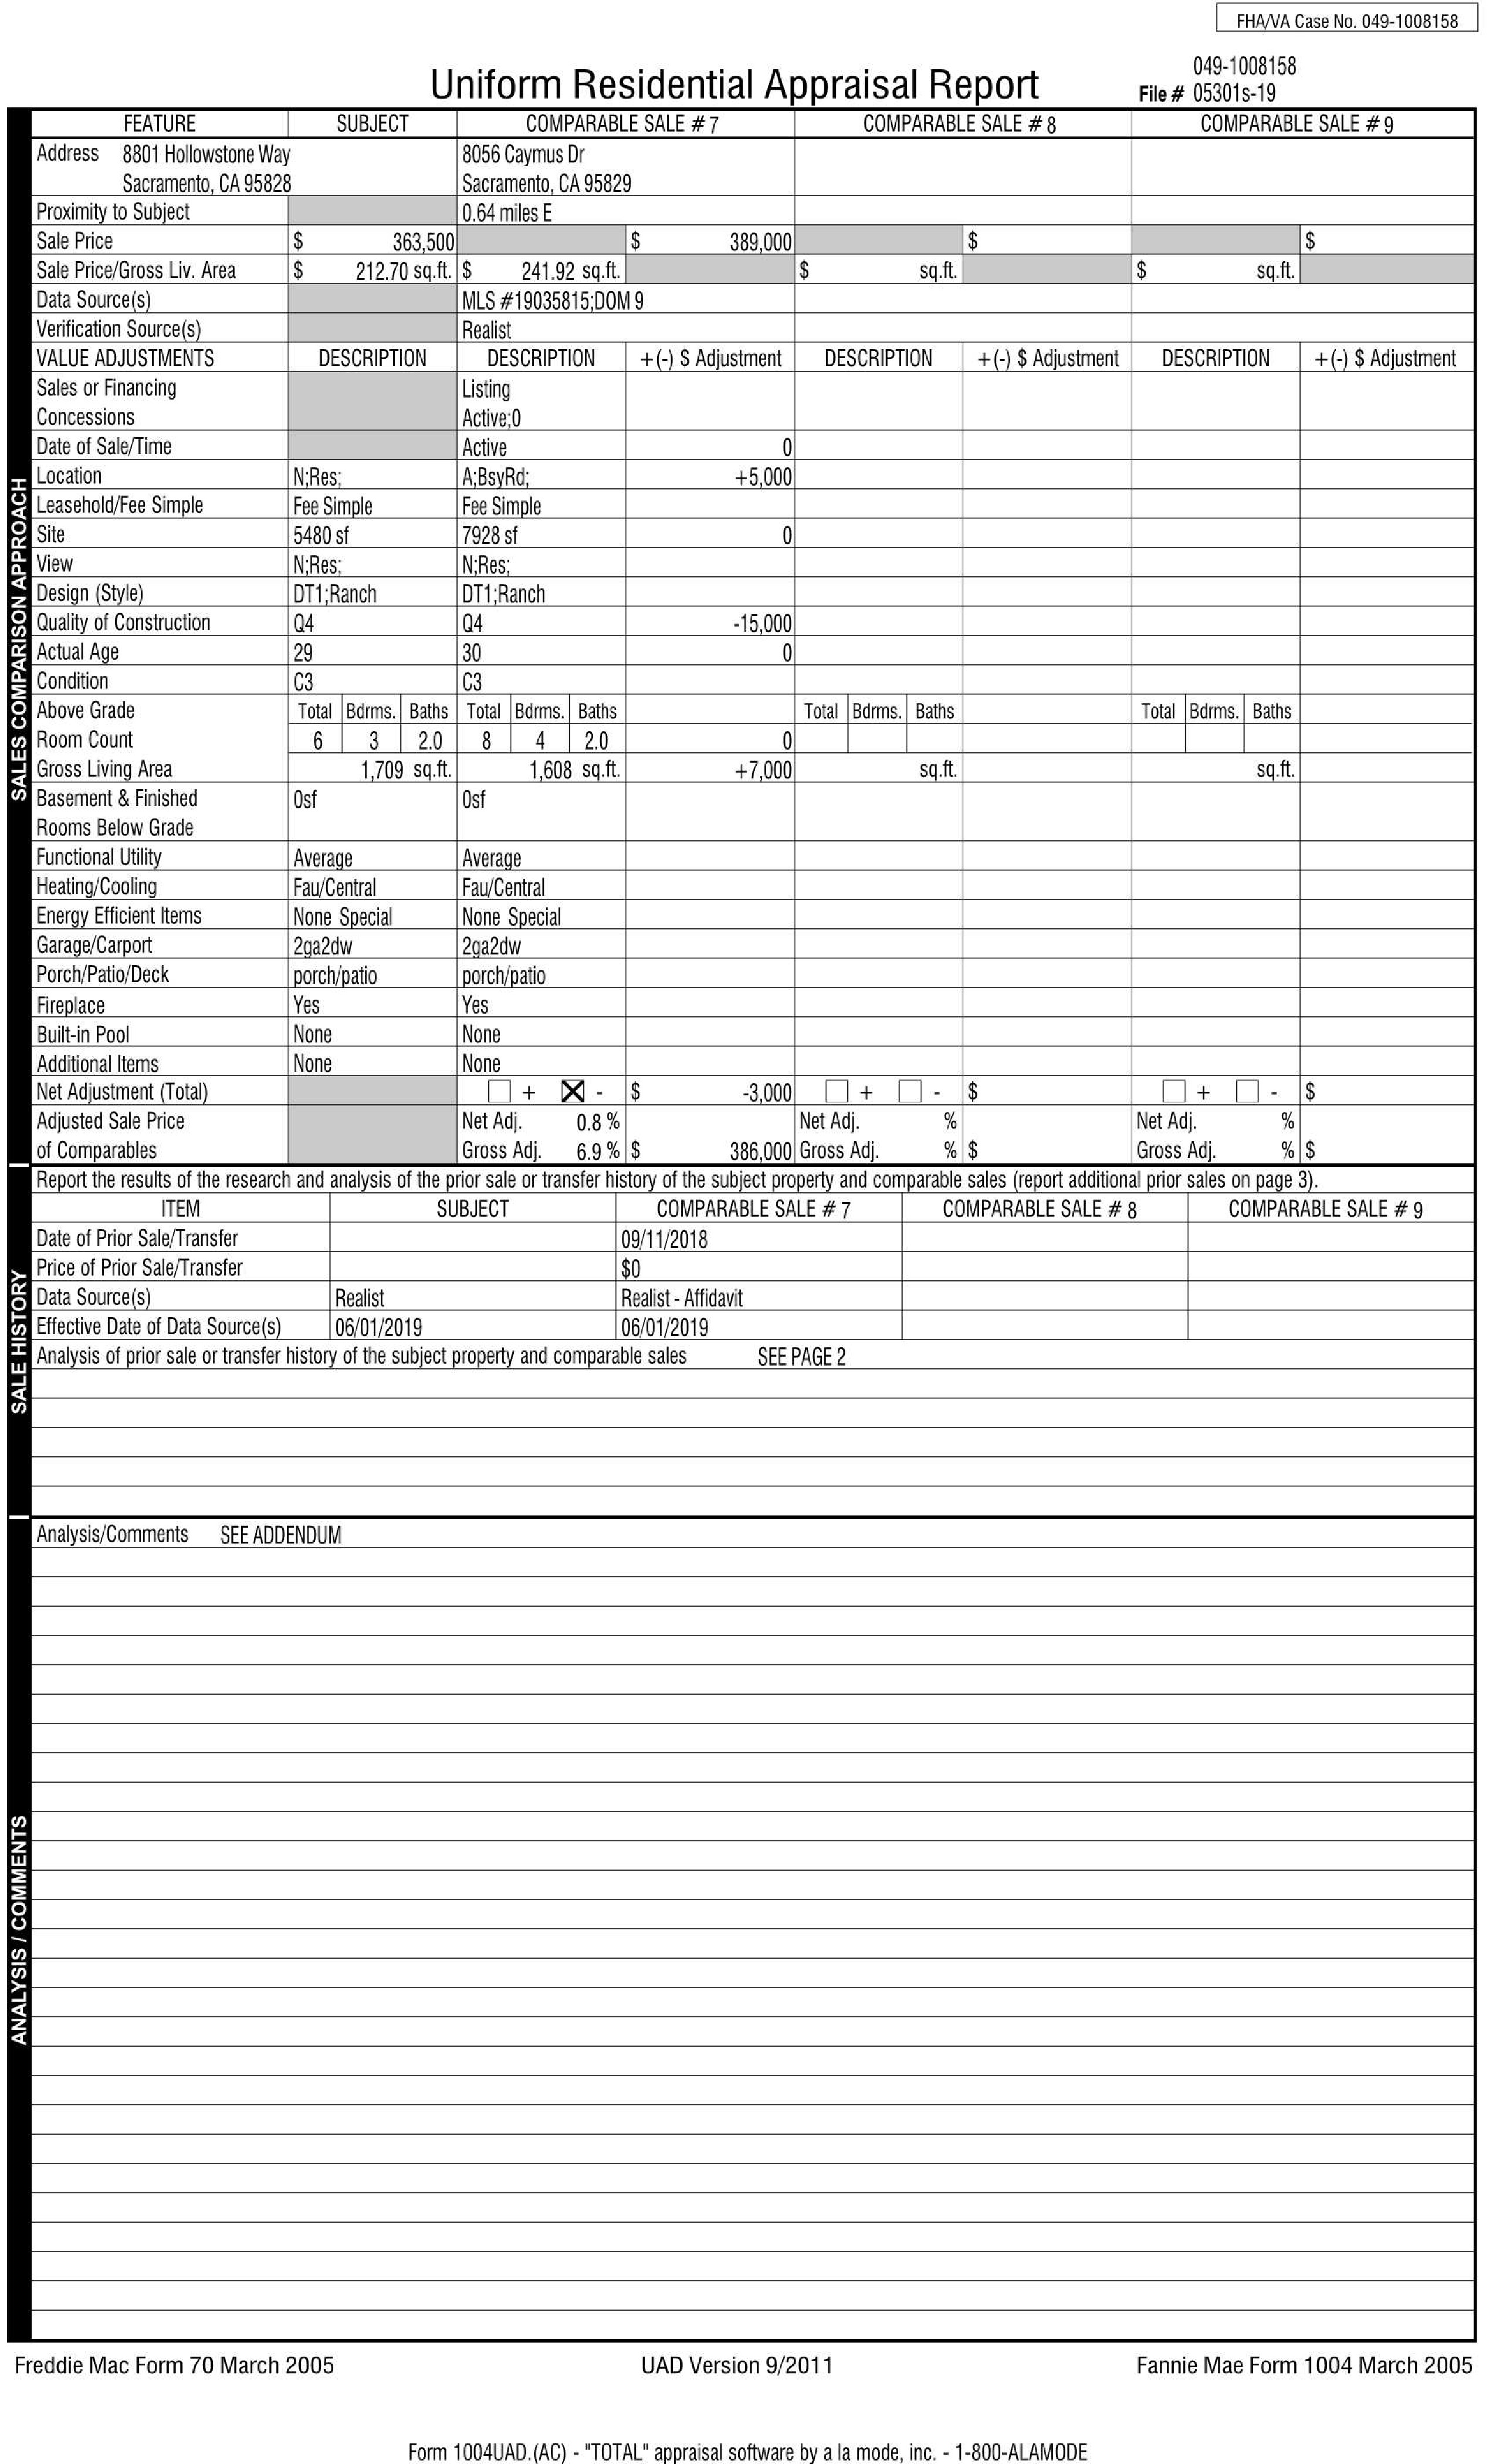 FHA/VA Case No. 049-1008158
049-1008158
Uniform Residential Appraisal Report
File # 05301s-19
FEATURE SUBJECT COMPARABLE SALE # 7 COMPARABLE SALE # 8 COMPARABLE SALE # 9
Address 8801 Hollowstone Way 8056 Caymus Dr
Sacramento, CA 95828 Sacramento, CA 95829
Proximity to Subject 0.64 miles E
Sale Price $ 363,500 $ 389,000 $ $
Sale Price/Gross Liv. Area $ 212.70 sq.ft. $ 241.92 sq.ft. $ sq.ft. $ sq.ft.
Data Source(s) MLS #19035815;DOM 9
Verification Source(s) Realist
VALUE ADJUSTMENTS DESCRIPTION DESCRIPTION +(-) $ Adjustment DESCRIPTION +(-) $ Adjustment DESCRIPTION +(-) $ Adjustment
Sales or Financing Listing
Concessions Active;0
Date of Sale/Time Active 0
Location N;Res; A;BsyRd; +5,000
Leasehold/Fee Simple Fee Simple Fee Simple
Site 5480 sf 7928 sf 0
View N;Res; N;Res;
Design (Style) DT1;Ranch DT1;Ranch
Quality of Construction Q4 Q4 -15,000
Actual Age 29 30 0
Condition C3 C3
Above Grade Total Bdrms. Baths Total Bdrms. Baths Total Bdrms. Baths Total Bdrms. Baths
Room Count 6 3 2.0 8 4 2.0 0
Gross Living Area 1,709 sq.ft. 1,608 sq.ft. +7,000 sq.ft. sq.ft.
Basement & Finished 0sf 0sf
Rooms Below Grade
Functional Utility Average Average
Heating/Cooling Fau/Central Fau/Central
Energy Efficient Items None Special None Special
Garage/Carport 2ga2dw 2ga2dw
Porch/Patio/Deck porch/patio porch/patio
Fireplace Yes Yes
Built-in Pool None None
Additional Items None None
Net Adjustment (Total) + - $ -3,000 + - $ + - $
Adjusted Sale Price Net Adj. 0.8 % Net Adj. % Net Adj. %
of Comparables Gross Adj. 6.9 % $ 386,000 Gross Adj. % $ Gross Adj. % $
SALES COMPARISON APPROACH
Report the results of the research and analysis of the prior sale or transfer history of the subject property and comparable sales (report additional prior sales on page 3).
ITEM SUBJECT COMPARABLE SALE # 7 COMPARABLE SALE # 8 COMPARABLE SALE # 9
Date of Prior Sale/Transfer 09/11/2018
Price of Prior Sale/Transfer $0
Data Source(s) Realist Realist - Affidavit
Effective Date of Data Source(s) 06/01/2019 06/01/2019
Analysis of prior sale or transfer history of the subject property and comparable sales SEE PAGE 2
SALE HISTORY
Analysis/Comments SEE ADDENDUM
ANALYSIS / COMMENTS
Freddie Mac Form 70 March 2005 UAD Version 9/2011 Fannie Mae Form 1004 March 2005
Form 1004UAD.(AC) - "TOTAL" appraisal software by a la mode, inc. - 1-800-ALAMODE